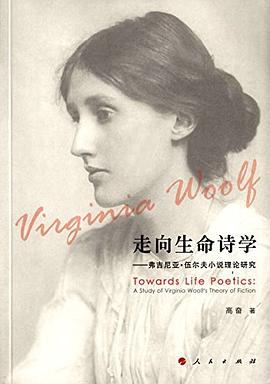 Virginia Woolf
走向生命诗学
——弗吉尼亚·伍尔夫小说理论研究
Towards Life Poetics:
A Study of Virginia Woolf's Theory of Fiction
高奋 著
人民出版社